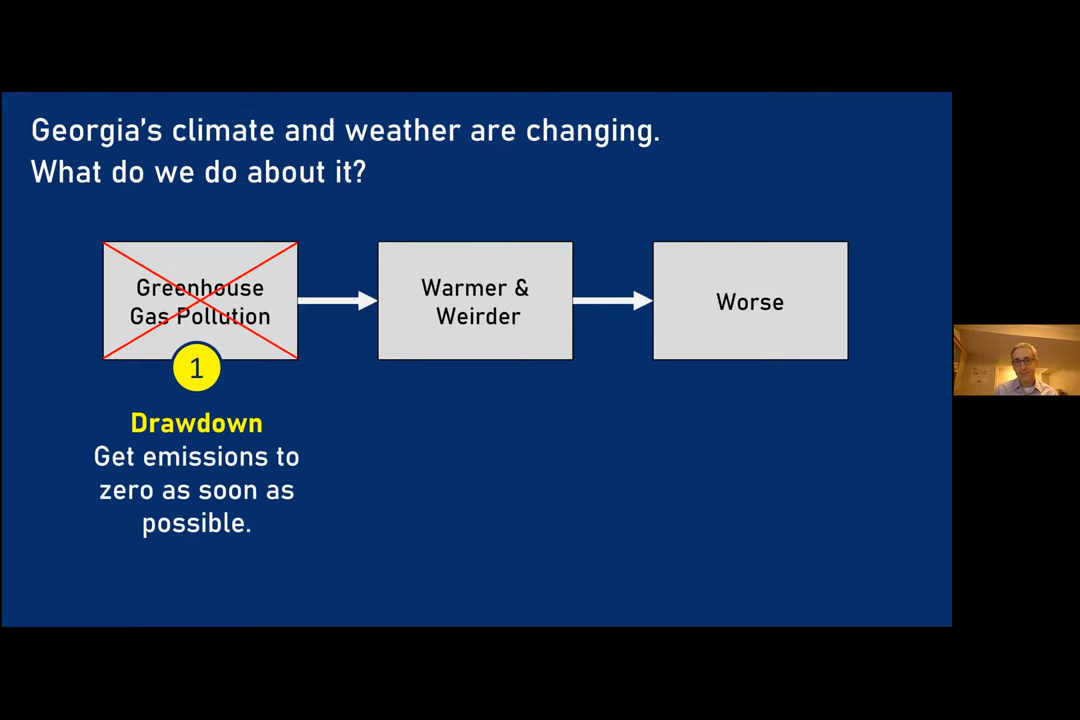 Georgia's climate and weather are changing.
What do we do about it?
Greenhouse
Gas Pollution
Warmer &
Weirder
Worse
1
Drawdown
Get emissions to
zero as soon as
possible.